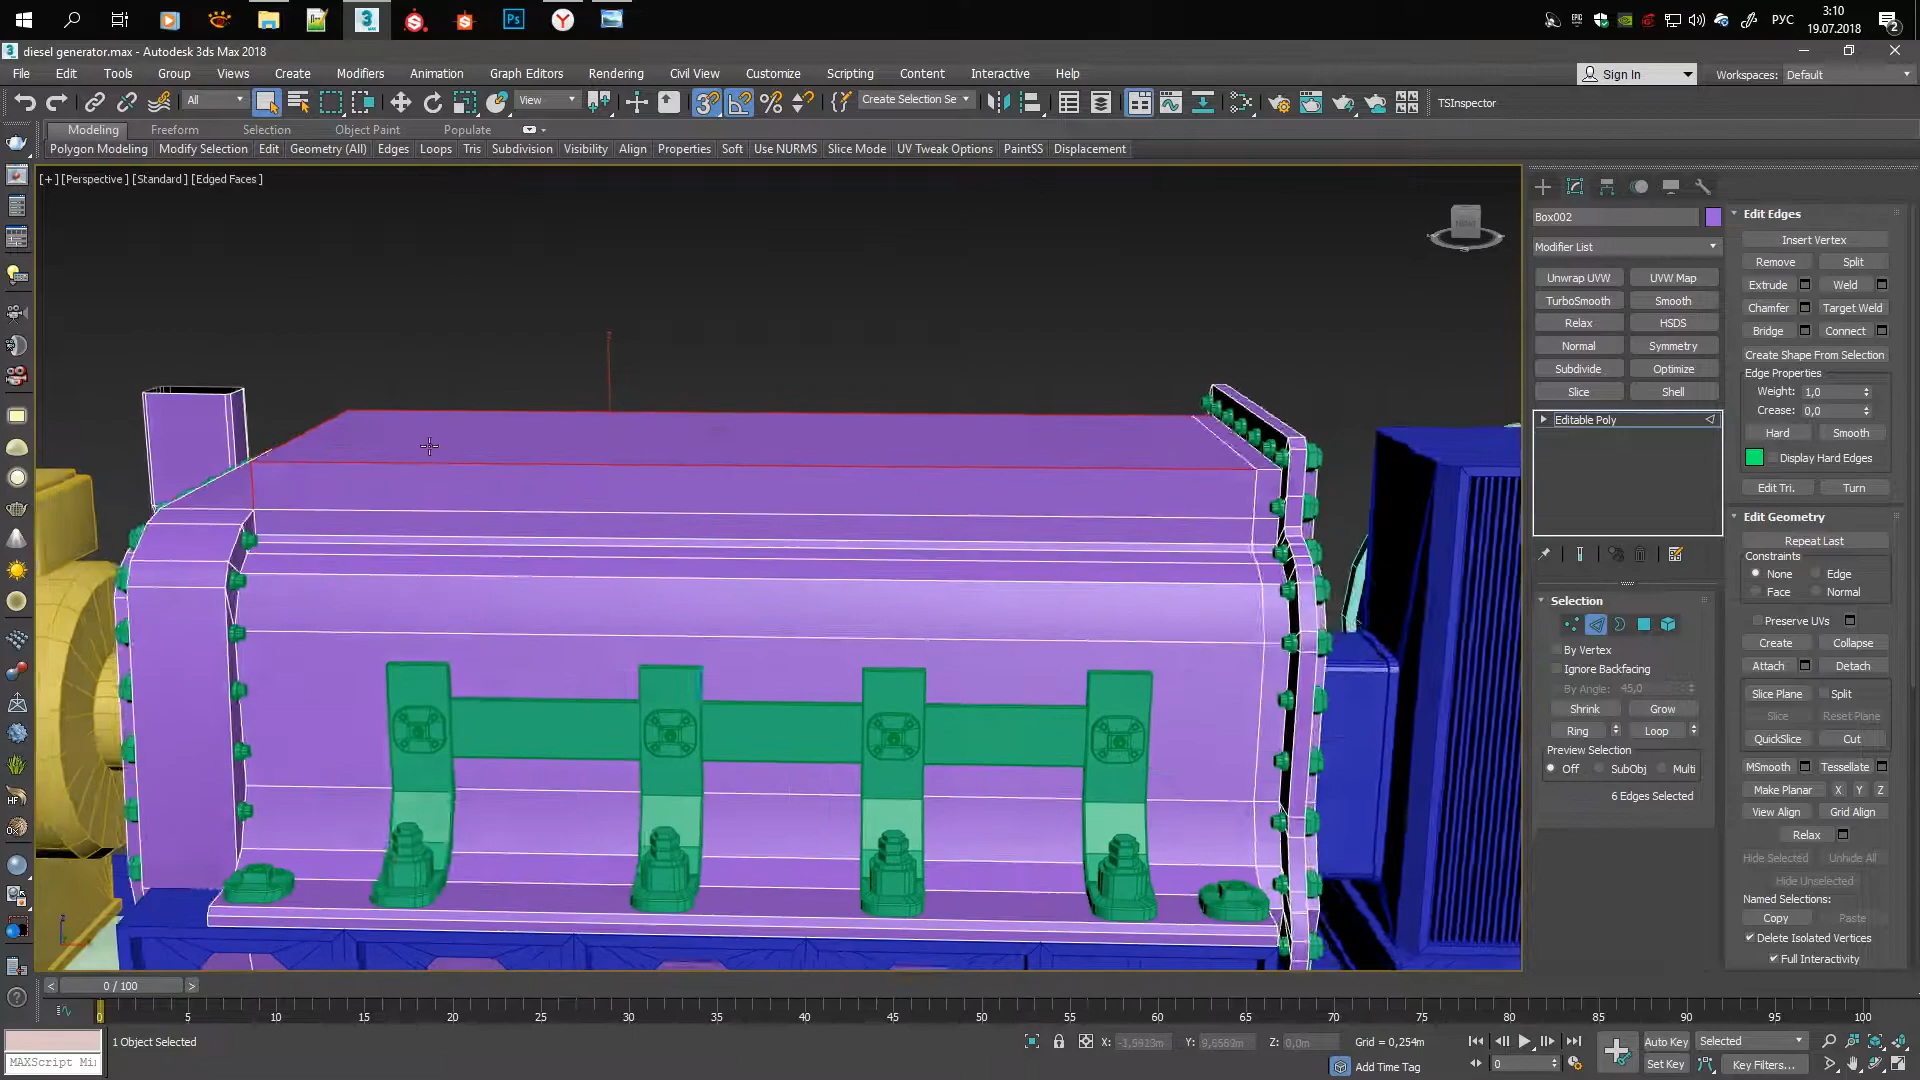 3:10
РУС
19.07.2018
2
diesel generator.max - Autodesk 3ds Max 2018
File Edit Tools Group Views Create Modifiers Animation Graph Editors Rendering Civil View Customize Scripting Content Interactive Help
Sign In
Workspaces: Default
All
View
Create Selection Se
TSInspector
Modeling Freeform Selection Object Paint Populate
Polygon Modeling Modify Selection Edit Geometry (All) Edges Loops Tris Subdivision Visibility Align Properties Soft Use NURMS Slice Mode UV Tweak Options PaintSS Displacement
[+] [Perspective ] [Standard ] [Edged Faces ]
Box002
Modifier List
Unwrap UVW UVW Map
TurboSmooth Smooth
Relax HSDS
Normal Symmetry
Subdivide Optimize
Slice Shell
Editable Poly
Selection
By Vertex
Ignore Backfacing
By Angle: 45,0
Shrink Grow
Ring Loop
Preview Selection
Off SubObj Multi
6 Edges Selected
Edit Edges
Insert Vertex
Remove Split
Extrude Weld
Chamfer Target Weld
Bridge Connect
Create Shape From Selection
Edge Properties
Weight: 1,0
Crease: 0,0
Hard Smooth
Display Hard Edges
Edit Tri. Turn
Edit Geometry
Repeat Last
Constraints
None Edge
Face Normal
Preserve UVs
Create Collapse
Attach Detach
Slice Plane Split
Slice Reset Plane
QuickSlice Cut
MSmooth Tessellate
Make Planar X Y Z
View Align Grid Align
Relax
Hide Selected Unhide All
Hide Unselected
Named Selections:
Copy Paste
Delete Isolated Vertices
Full Interactivity
< 0 / 100 >
0 5 10 15 20 25 30 35 40 45 50 55 60 65 70 75 80 85 90 95 100
1 Object Selected
MAXScript Mi
X: Y: Z: 0,0m
Grid = 0,254m
Add Time Tag
0
Auto Key Selected
Set Key Key Filters...